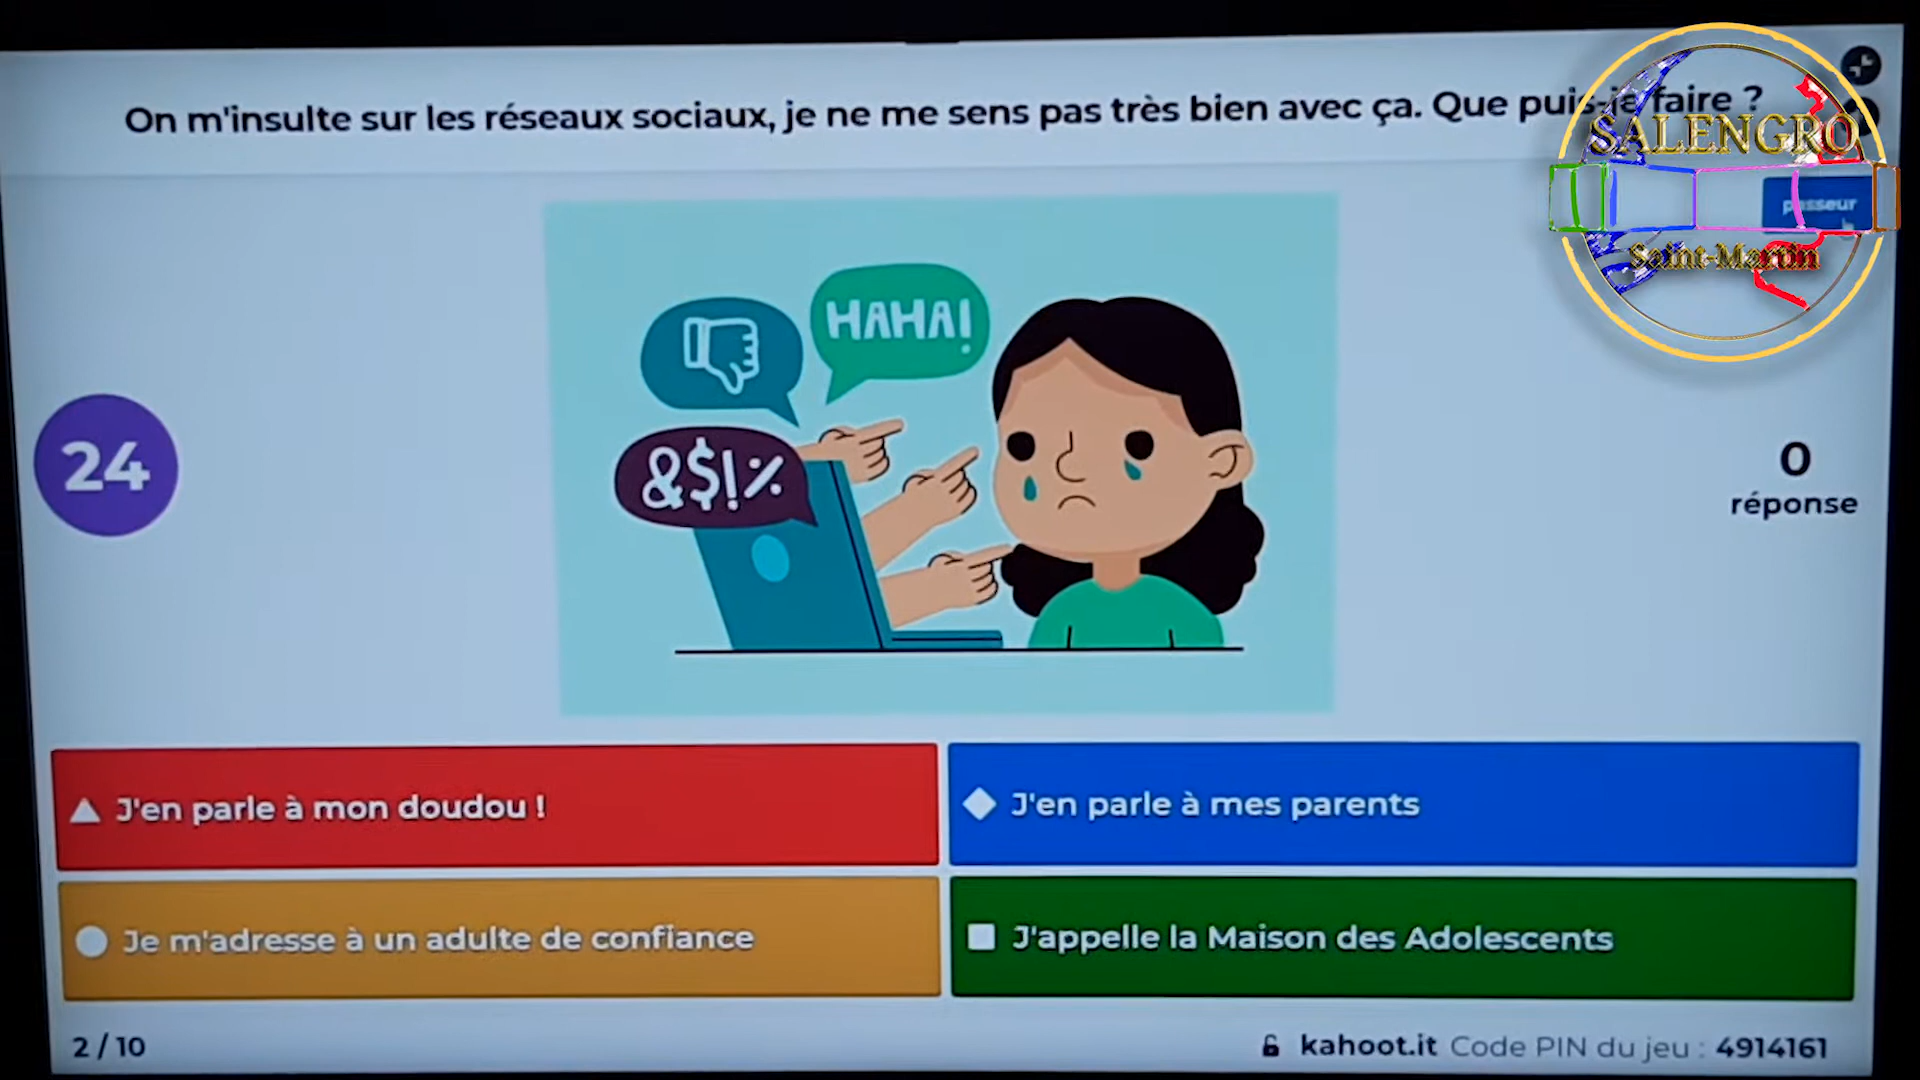 On m'insulte sur les réseaux sociaux, je ne me sens pas très bien avec ça. Que puis-je faire ?
SALENGRO
passeur
Saint-Martin
HAHA!
&$!%
24
0
réponse
J'en parle à mon doudou !
J'en parle à mes parents
Je m'adresse à un adulte de confiance
J'appelle la Maison des Adolescents
2 / 10
kahoot.it Code PIN du jeu : 4914161